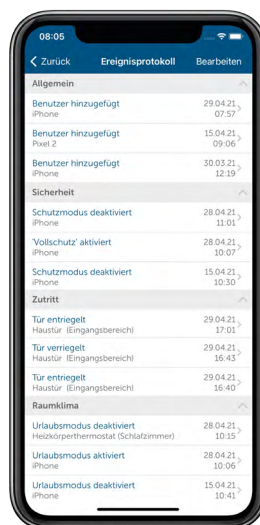 08:05
Zurück Ereignisprotokoll Bearbeiten
Allgemein
Benutzer hinzugefügt 29.04.21
iPhone 07:57
Benutzer hinzugefügt 15.04.21
Pixel 2 09:06
Benutzer hinzugefügt 30.03.21
iPhone 12:19
Sicherheit
Schutzmodus deaktiviert 28.04.21
iPhone 11:01
'Vollschutz' aktiviert 28.04.21
iPhone 10:07
Schutzmodus deaktiviert 15.04.21
iPhone 10:30
Zutritt
Tür entriegelt 29.04.21
Haustür (Eingangsbereich) 17:01
Tür verriegelt 29.04.21
Haustür (Eingangsbereich) 16:43
Tür entriegelt 29.04.21
Haustür (Eingangsbereich) 16:40
Raumklima
Urlaubsmodus deaktiviert 28.04.21
Heizkörperthermostat (Schlafzimmer) 10:15
Urlaubsmodus aktiviert 28.04.21
iPhone 10:06
Urlaubsmodus deaktiviert 15.04.21
iPhone 10:41